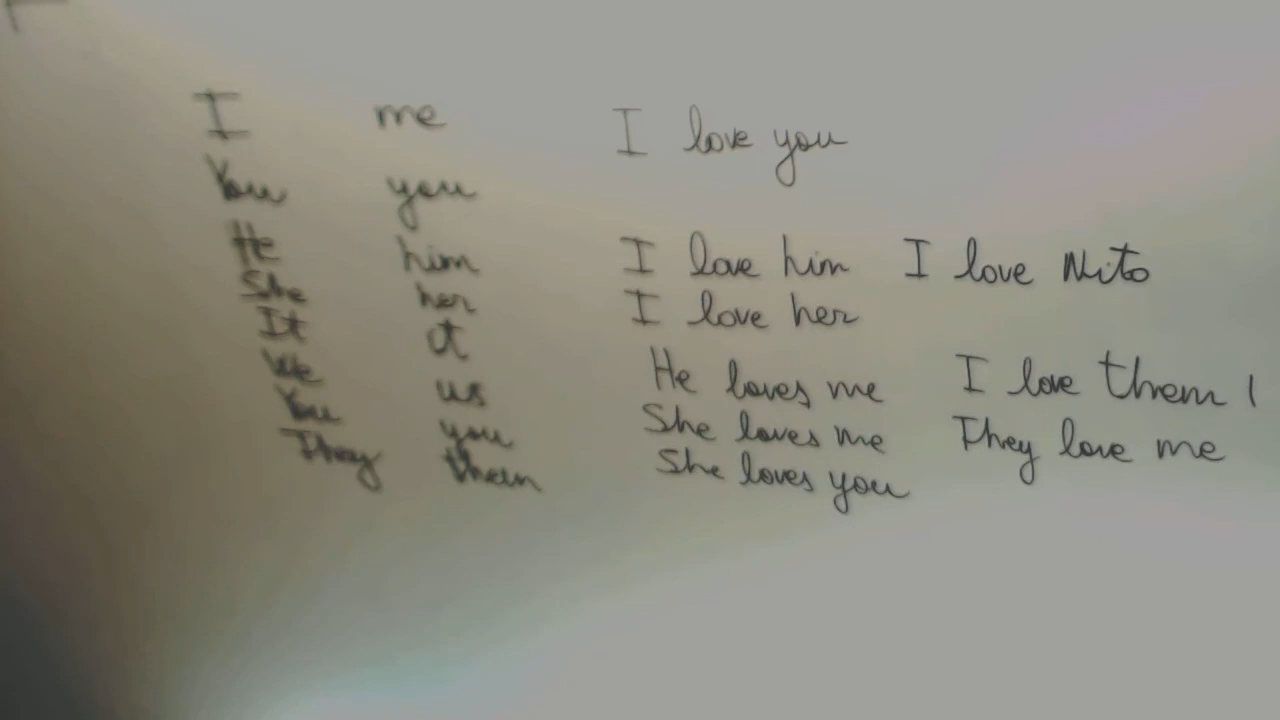 I me I love you
You you
He him I love him I love Nito
She her I love her
It it
We us He loves me I love them !
You you She loves me They love me
They them She loves you